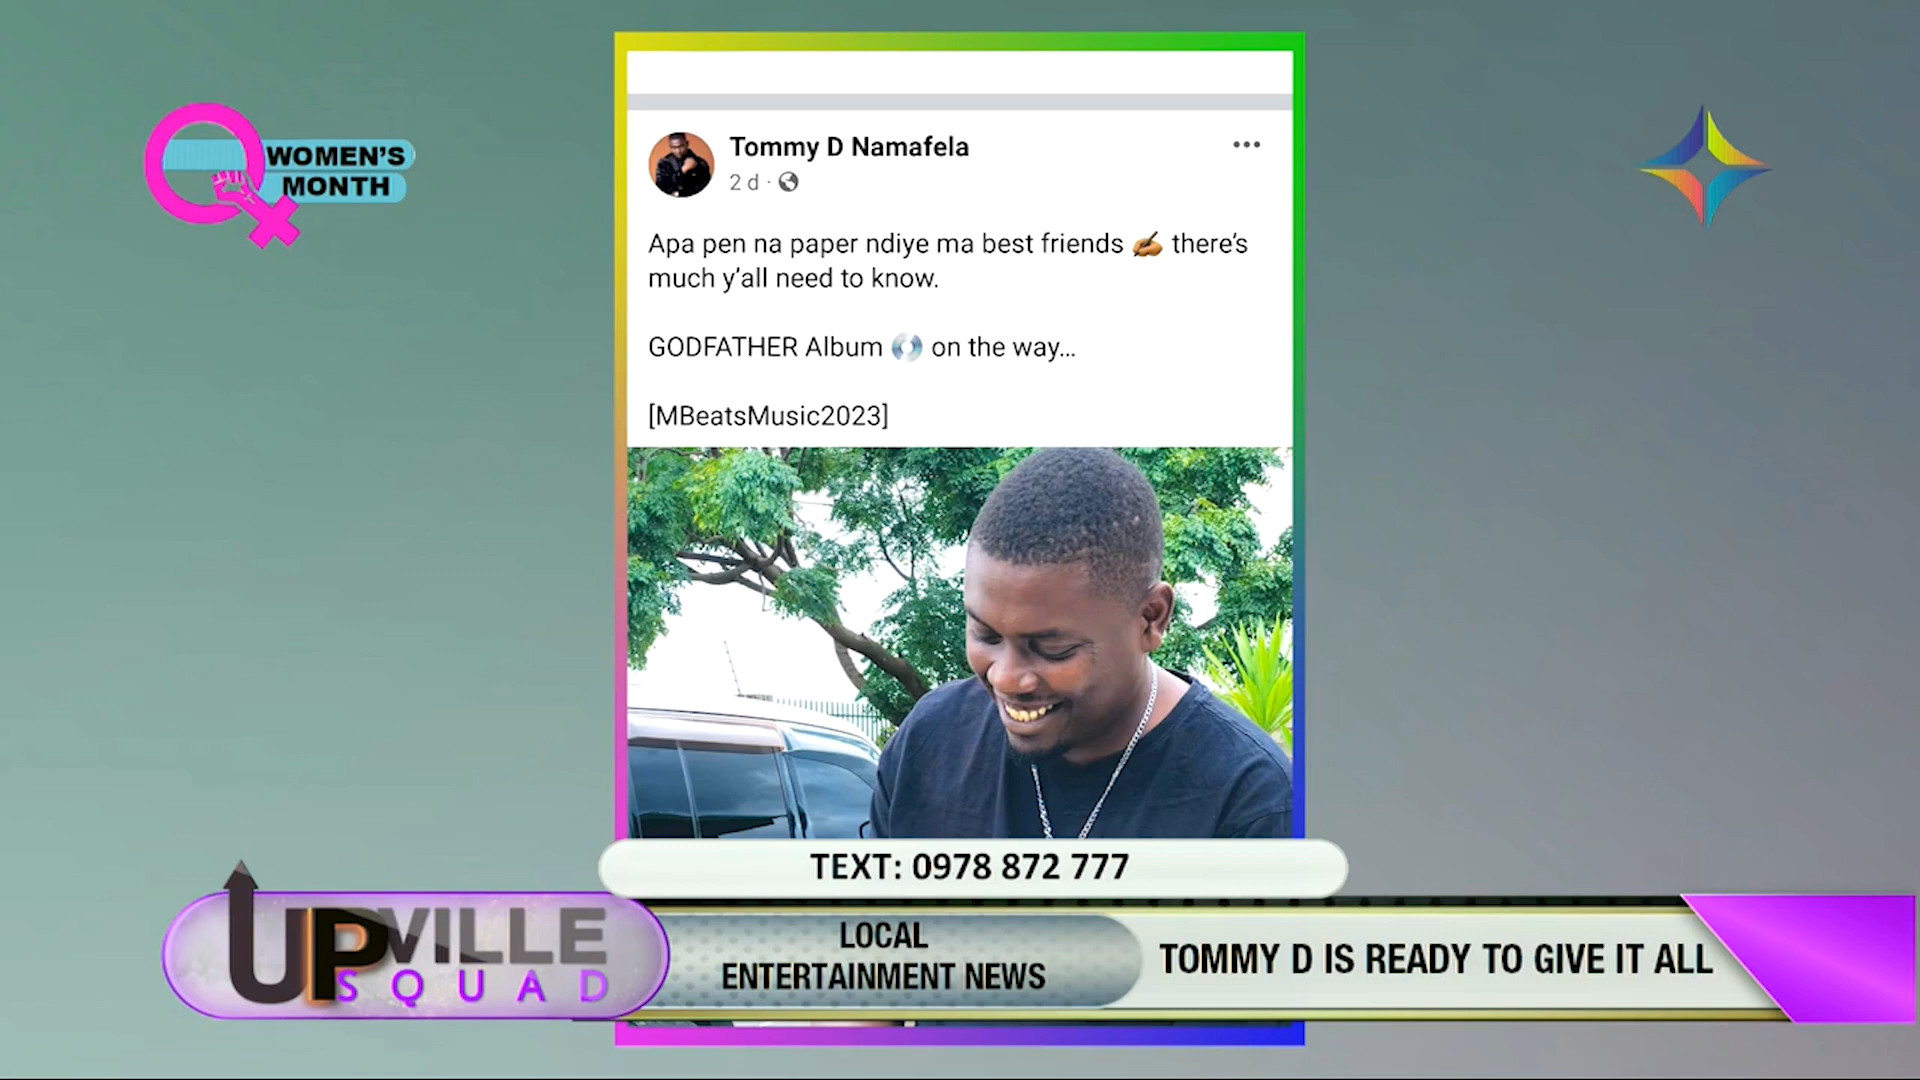 WOMEN'S
MONTH
Tommy D Namafela
2 d ·
Apa pen na paper ndiye ma best friends ✍🏾 there's
much y'all need to know.
GODFATHER Album 💿 on the way...
[MBeatsMusic2023]
TEXT: 0978 872 777
UPVILLE
SQUAD
LOCAL
ENTERTAINMENT NEWS
TOMMY D IS READY TO GIVE IT ALL